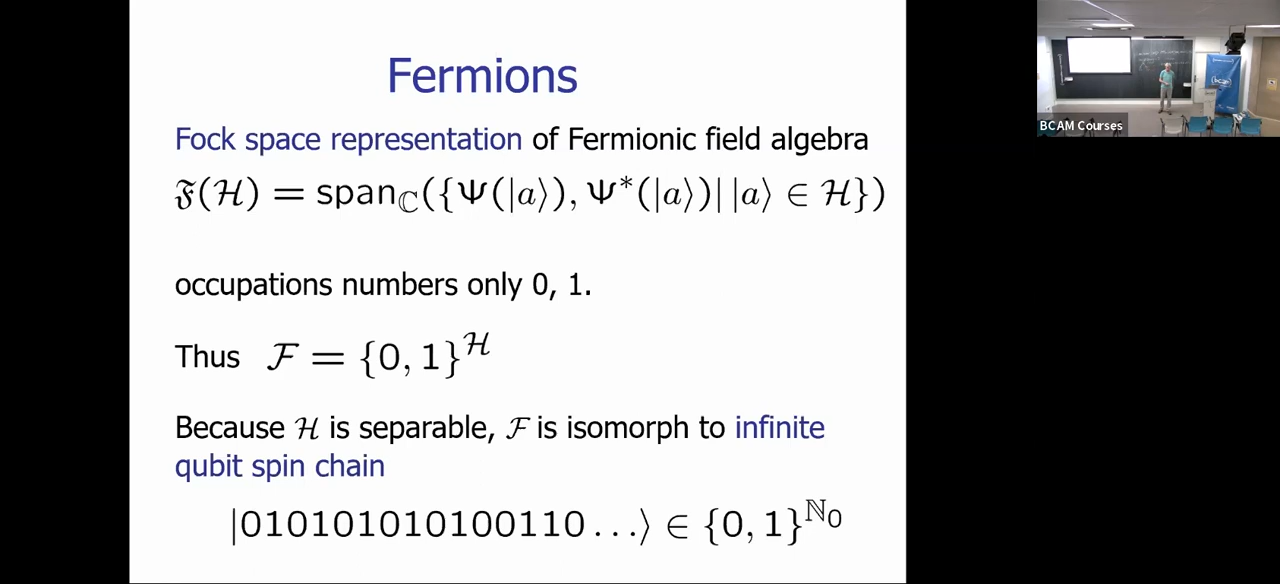 Fermions
Fock space representation of Fermionic field algebra
𝔉(ℋ) = span_ℂ({Ψ(|a⟩), Ψ*(|a⟩)| |a⟩ ∈ ℋ})
occupations numbers only 0, 1.
Thus ℱ = {0, 1}^ℋ
Because ℋ is separable, ℱ is isomorph to infinite
qubit spin chain
|010101010100110...⟩ ∈ {0, 1}^ℕ₀
BCAM Courses